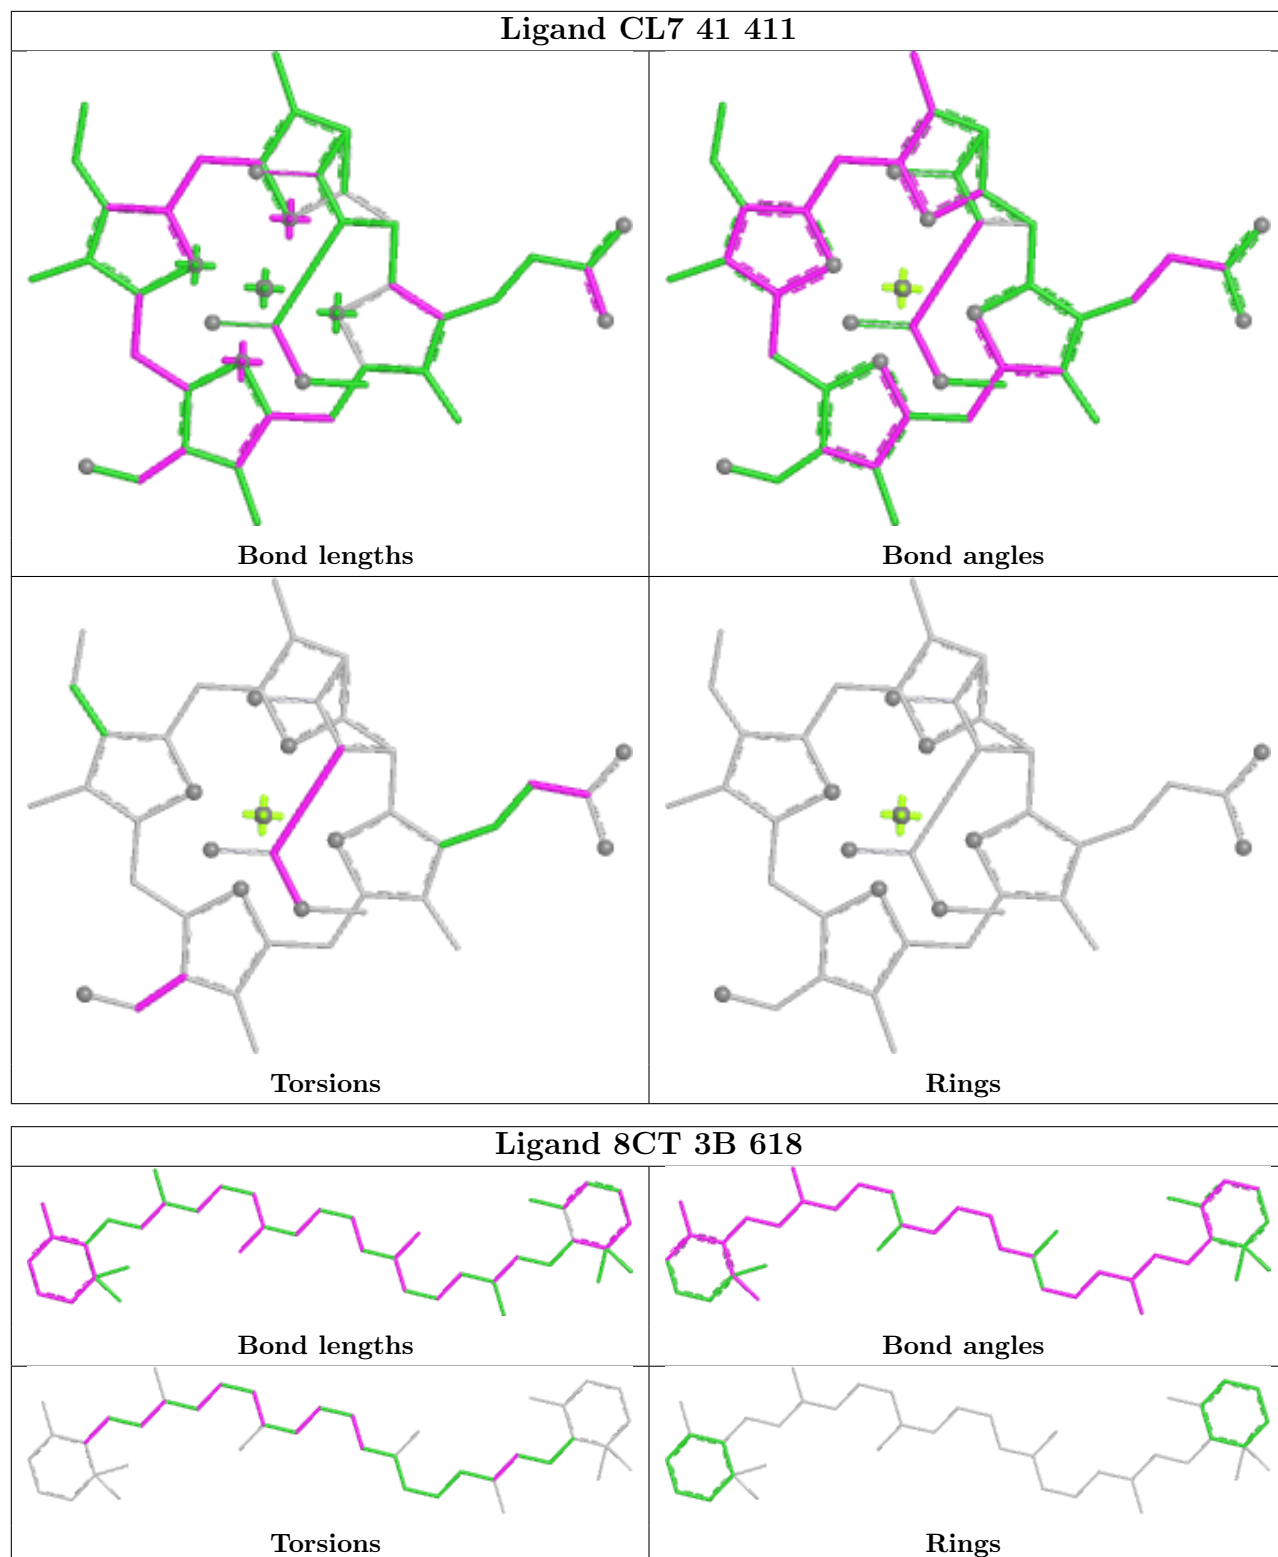 Ligand CL7 41 411
Bond lengths
Bond angles
Torsions
Rings
Ligand 8CT 3B 618
Bond lengths
Bond angles
Torsions
Rings